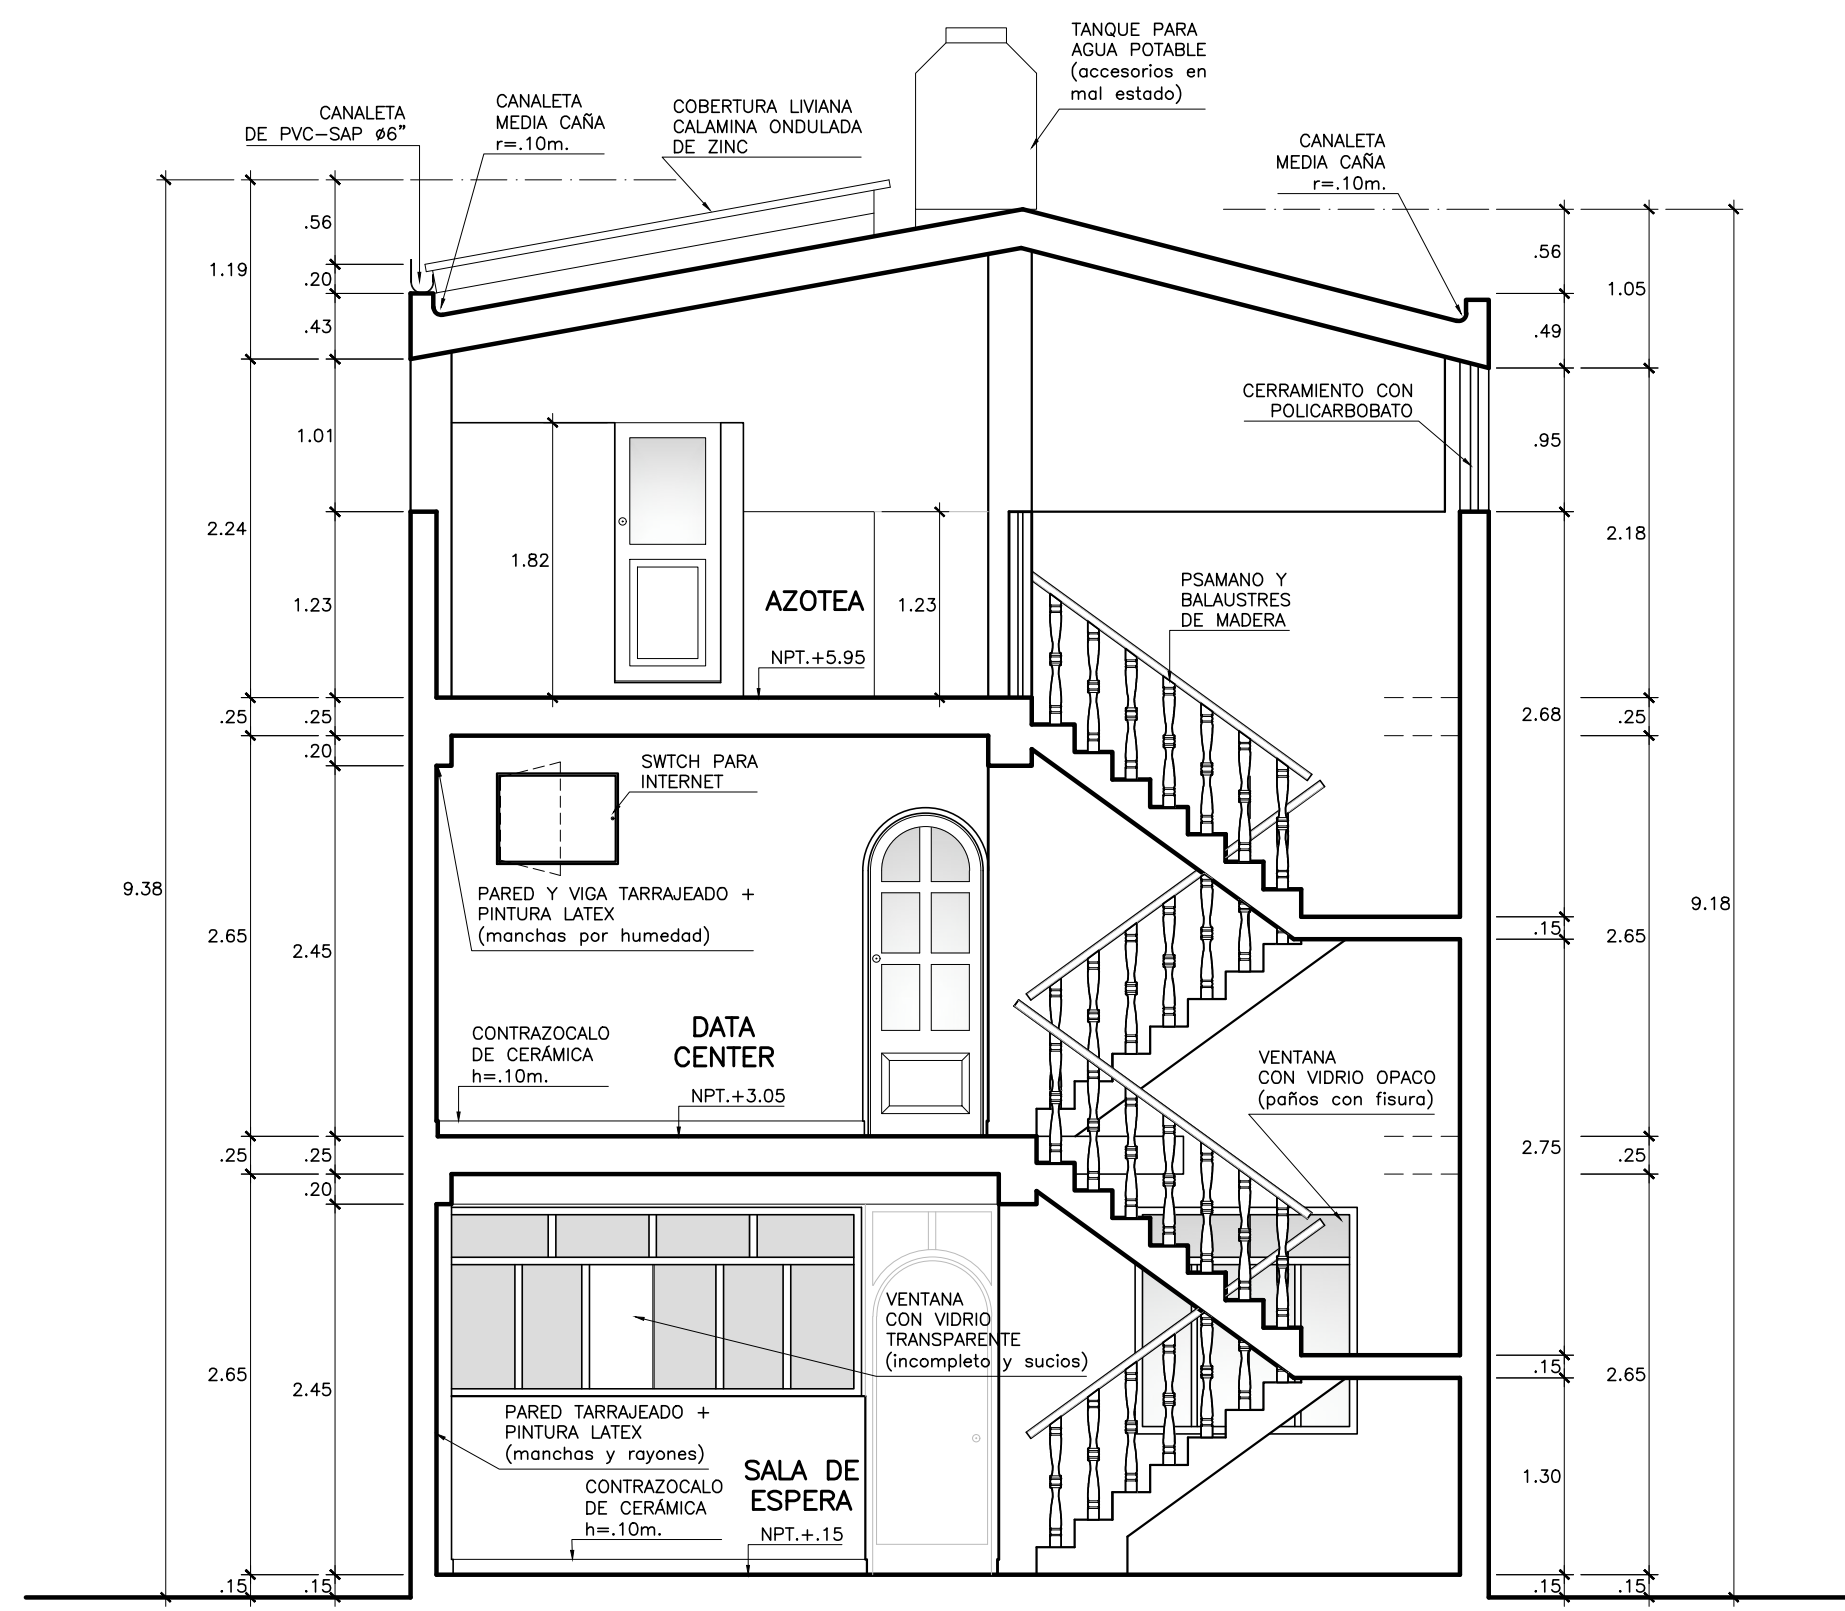 TANQUE PARA
AGUA POTABLE
(accesorios en
mal estado)
CANALETA
DE PVC-SAP ø6"
CANALETA
MEDIA CAÑA
r=.10m.
COBERTURA LIVIANA
CALAMINA ONDULADA
DE ZINC
CANALETA
MEDIA CAÑA
r=.10m.
.56
1.19
.20
.43
.56
1.05
.49
CERRAMIENTO CON
POLICARBOBATO
1.01
.95
2.24
1.82
2.18
1.23
AZOTEA
1.23
PSAMANO Y
BALAUSTRES
DE MADERA
NPT.+5.95
.25
.25
2.68
.25
.20
SWTCH PARA
INTERNET
9.38
PARED Y VIGA TARRAJEADO +
PINTURA LATEX
(manchas por humedad)
9.18
2.65
2.45
.15
2.65
CONTRAZOCALO
DE CERÁMICA
h=.10m.
DATA
CENTER
NPT.+3.05
VENTANA
CON VIDRIO OPACO
(paños con fisura)
.25
.25
2.75
.25
.20
VENTANA
CON VIDRIO
TRANSPARENTE
(incompleto y sucios)
2.65
2.45
.15
2.65
PARED TARRAJEADO +
PINTURA LATEX
(manchas y rayones)
SALA DE
ESPERA
CONTRAZOCALO
DE CERÁMICA
h=.10m.
NPT.+.15
1.30
.15
.15
.15
.15